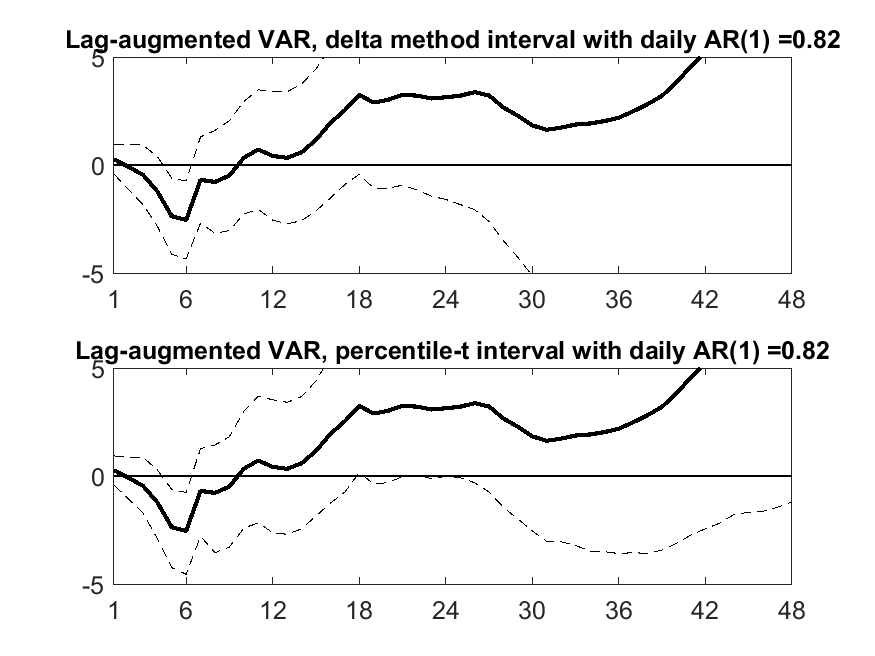 Lag-augmented VAR, delta method interval with daily AR(1) =0.82
5
0
-5
1 6 12 18 24 30 36 42 48
Lag-augmented VAR, percentile-t interval with daily AR(1) =0.82
5
0
-5
1 6 12 18 24 30 36 42 48